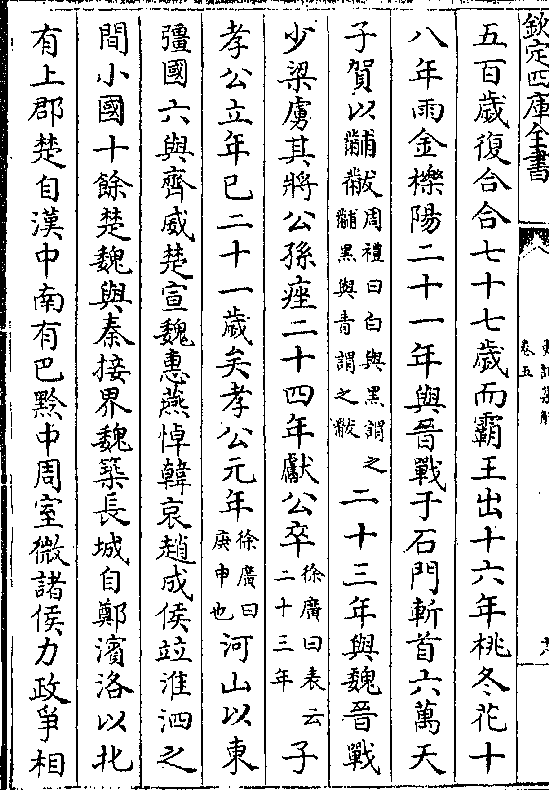 欽定四庫全書
卷五
五百歲復合合七十七歲而霸王出十六年桃冬花十
八年雨金櫟陽二十一年與晉戰于石門斬首六萬天
子賀以黼黻周禮曰白與黑謂之黼黑與青謂之黻二十三年與魏晉戰
少梁虜其將公孫痤二十四年獻公卒徐廣曰表云二十三年子
孝公立年已二十一歲矣孝公元年徐廣曰庚申也河山以東
彊國六與齊威楚宣魏惠燕悼韓哀趙成侯竝淮泗之
間小國十餘楚魏與秦接界魏築長城自鄭濱洛以北
有上郡楚自漢中南有巴黔中周室微諸侯力政爭相